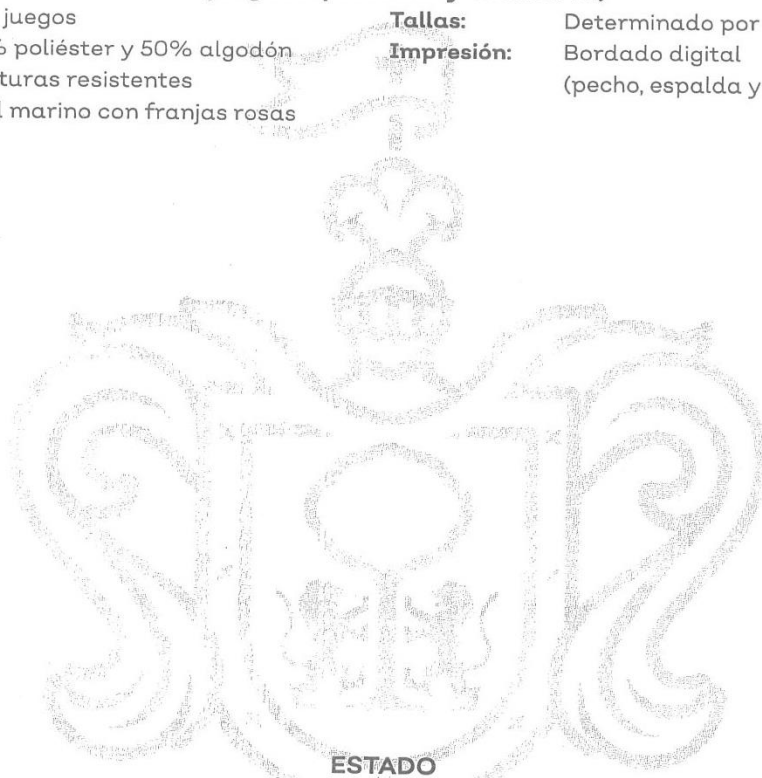 juegos
Tallas: Determinado por
poliéster y 50% algodón
Impresión: Bordado digital
turas resistentes
(pecho, espalda y
marino con franjas rosas
ESTADO